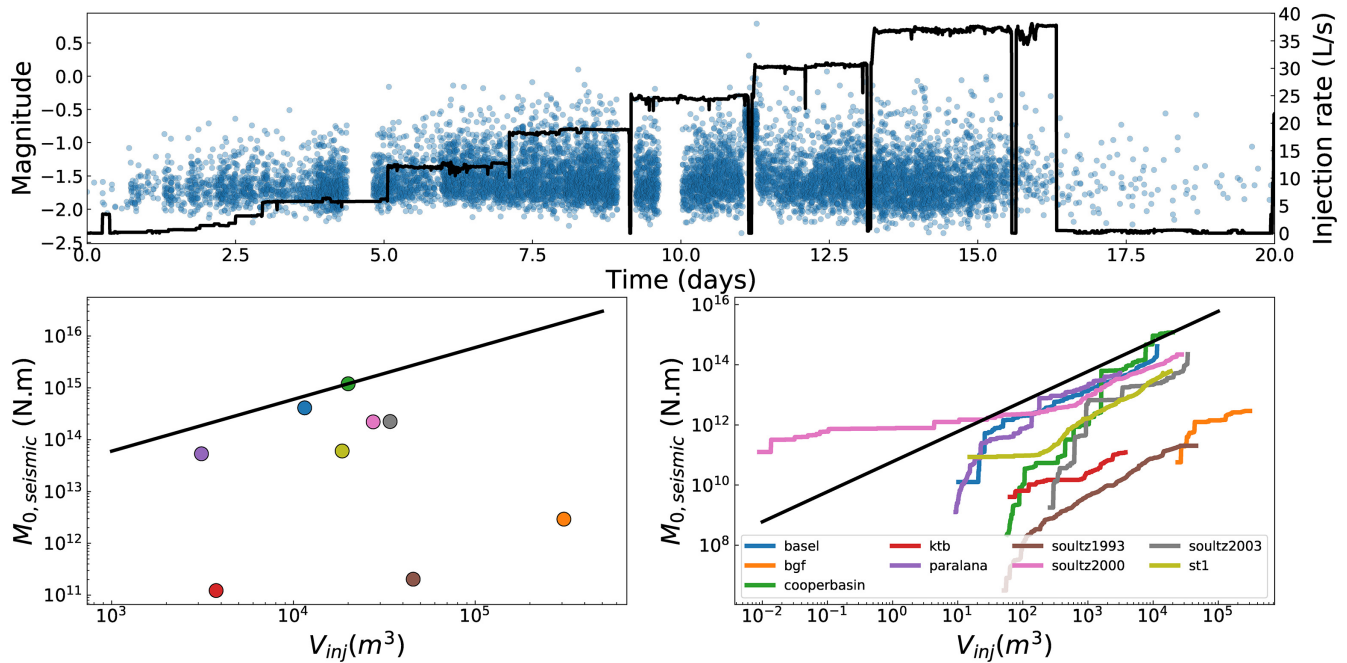 Magnitude
0.5
0.0
−0.5
−1.0
−1.5
−2.0
−2.5
0.0
2.5
5.0
7.5
10.0
12.5
15.0
17.5
20.0
Time (days)
40
35
30
25
20
15
10
5
0
Injection rate (L/s)
M0,seismic (N.m)
10^16
10^15
10^14
10^13
10^12
10^11
10^3
10^4
10^5
Vinj(m^3)
M0,seismic (N.m)
10^16
10^14
10^12
10^10
10^8
basel
bgf
cooperbasin
ktb
paralana
soultz1993
soultz2000
soultz2003
st1
10^−2
10^−1
10^0
10^1
10^2
10^3
10^4
10^5
Vinj(m^3)